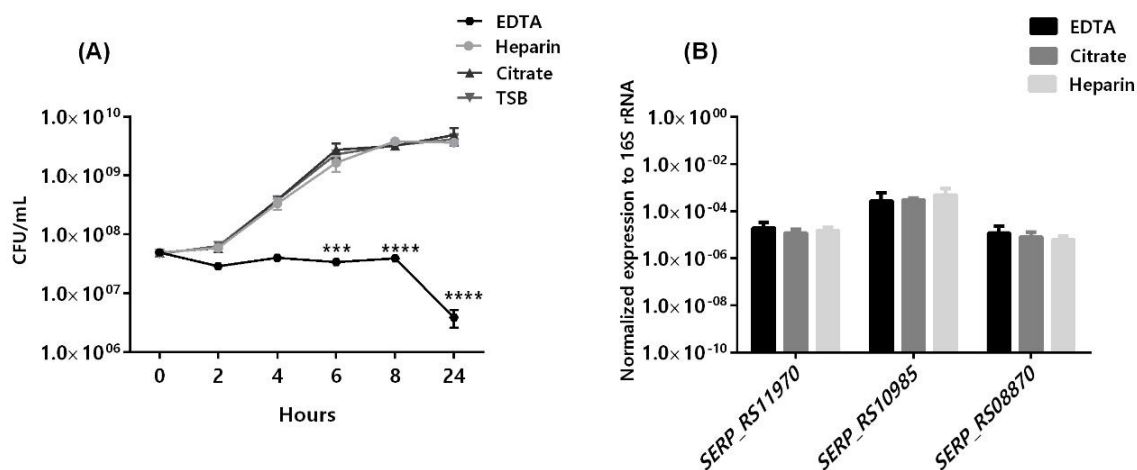 (A)
EDTA
Heparin
Citrate
TSB
CFU/mL
1.0× 10^10
1.0× 10^09
1.0× 10^08
1.0× 10^07
1.0× 10^06
***
****
****
0 2 4 6 8 24
Hours
(B)
EDTA
Citrate
Heparin
Normalized expression to 16S rRNA
1.0× 10^00
1.0× 10^-02
1.0× 10^-04
1.0× 10^-06
1.0× 10^-08
1.0× 10^-10
SERP_RS11970
SERP_RS10985
SERP_RS08870